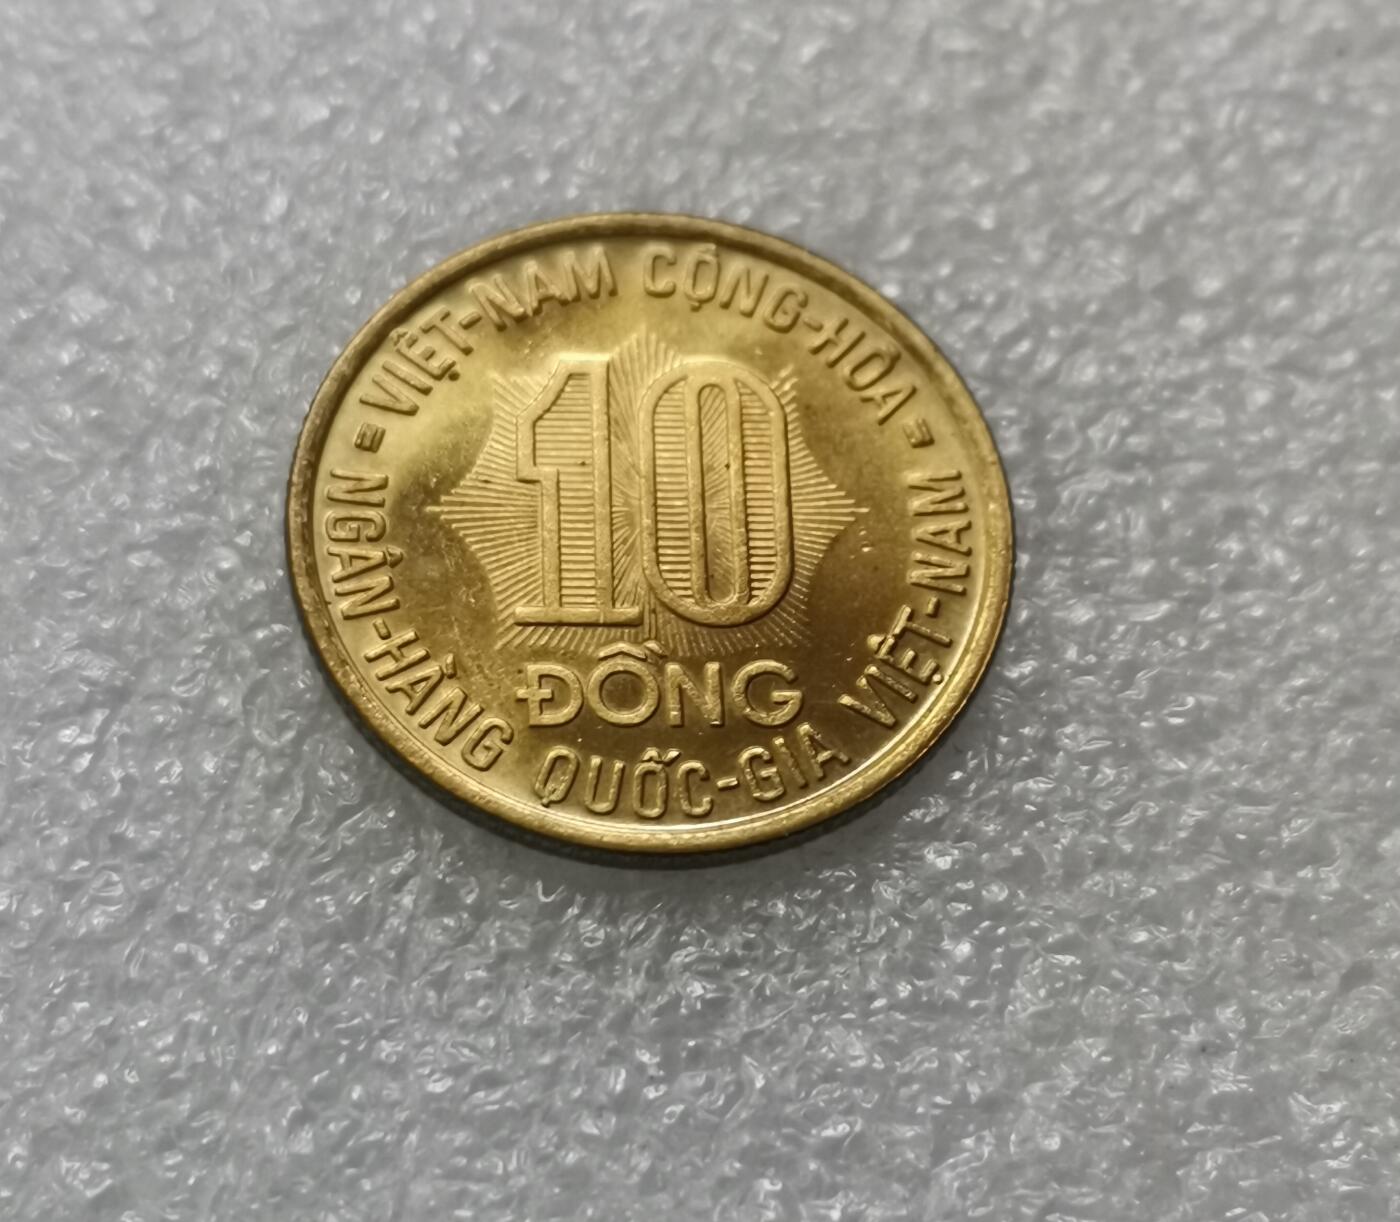 = VIỆT-NAM CỘNG-HÒA =
10
ĐỒNG
NGÂN-HÀNG QUỐC-GIA VIỆT-NAM